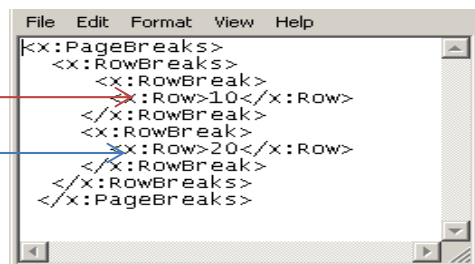 File Edit Format View Help
<x:PageBreaks>
<x:RowBreaks>
<x:RowBreak>
<x:Row>10</x:Row>
</x:RowBreak>
<x:RowBreak>
<x:Row>20</x:Row>
</x:RowBreak>
</x:RowBreaks>
</x:PageBreaks>